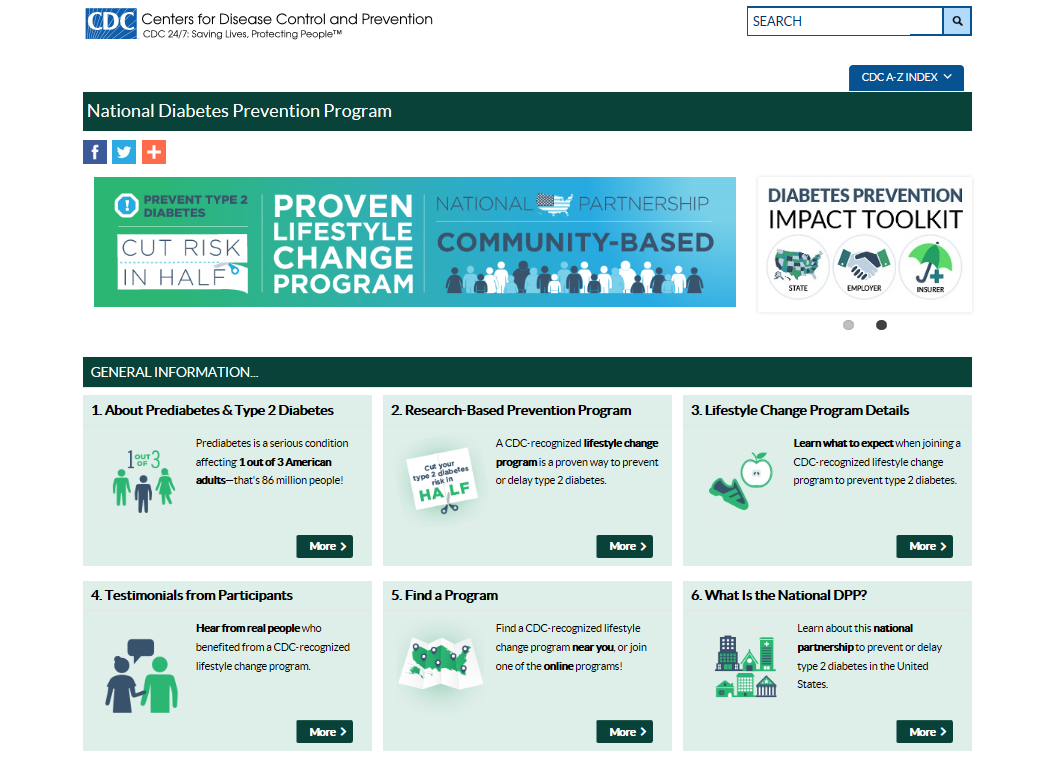 CDC Centers for Disease Control and Prevention
CDC 24/7: Saving Lives, Protecting People™
SEARCH
CDC A-Z INDEX
National Diabetes Prevention Program
f
PREVENT TYPE 2
DIABETES
CUT RISK
IN HALF
PROVEN
LIFESTYLE
CHANGE
PROGRAM
NATIONAL PARTNERSHIP
COMMUNITY-BASED
DIABETES PREVENTION
IMPACT TOOLKIT
STATE
EMPLOYER
INSURER
GENERAL INFORMATION...
1. About Prediabetes & Type 2 Diabetes
1 OUT OF 3
Prediabetes is a serious condition
affecting 1 out of 3 American
adults—that's 86 million people!
More
2. Research-Based Prevention Program
Cut your
type 2 diabetes
risk in
HALF
A CDC-recognized lifestyle change
program is a proven way to prevent
or delay type 2 diabetes.
More
3. Lifestyle Change Program Details
Learn what to expect when joining a
CDC-recognized lifestyle change
program to prevent type 2 diabetes.
More
4. Testimonials from Participants
Hear from real people who
benefited from a CDC-recognized
lifestyle change program.
More
5. Find a Program
Find a CDC-recognized lifestyle
change program near you, or join
one of the online programs!
More
6. What Is the National DPP?
Learn about this national
partnership to prevent or delay
type 2 diabetes in the United
States.
More